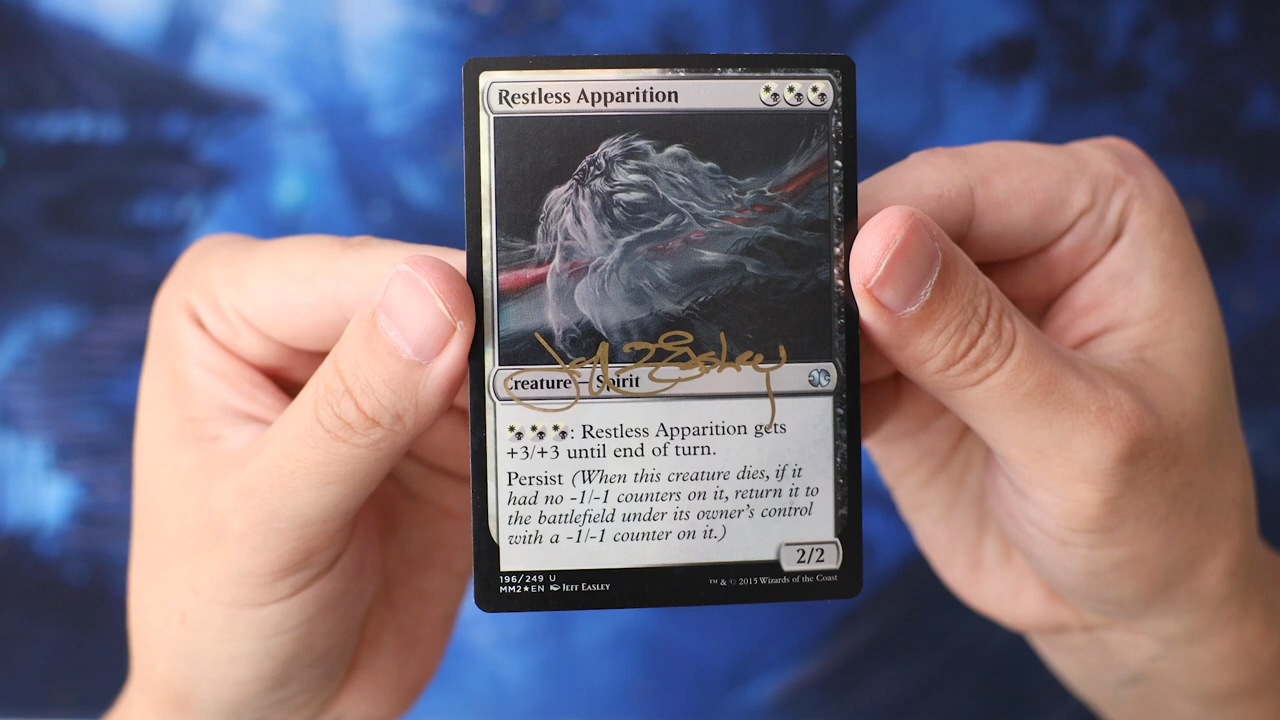 Restless Apparition
Jeff Easley
Creature — Spirit
: Restless Apparition gets
+3/+3 until end of turn.
Persist (When this creature dies, if it
had no -1/-1 counters on it, return it to
the battlefield under its owner's control
with a -1/-1 counter on it.)
2/2
196/249 U
MM2★EN Jeff Easley
™ & © 2015 Wizards of the Coast